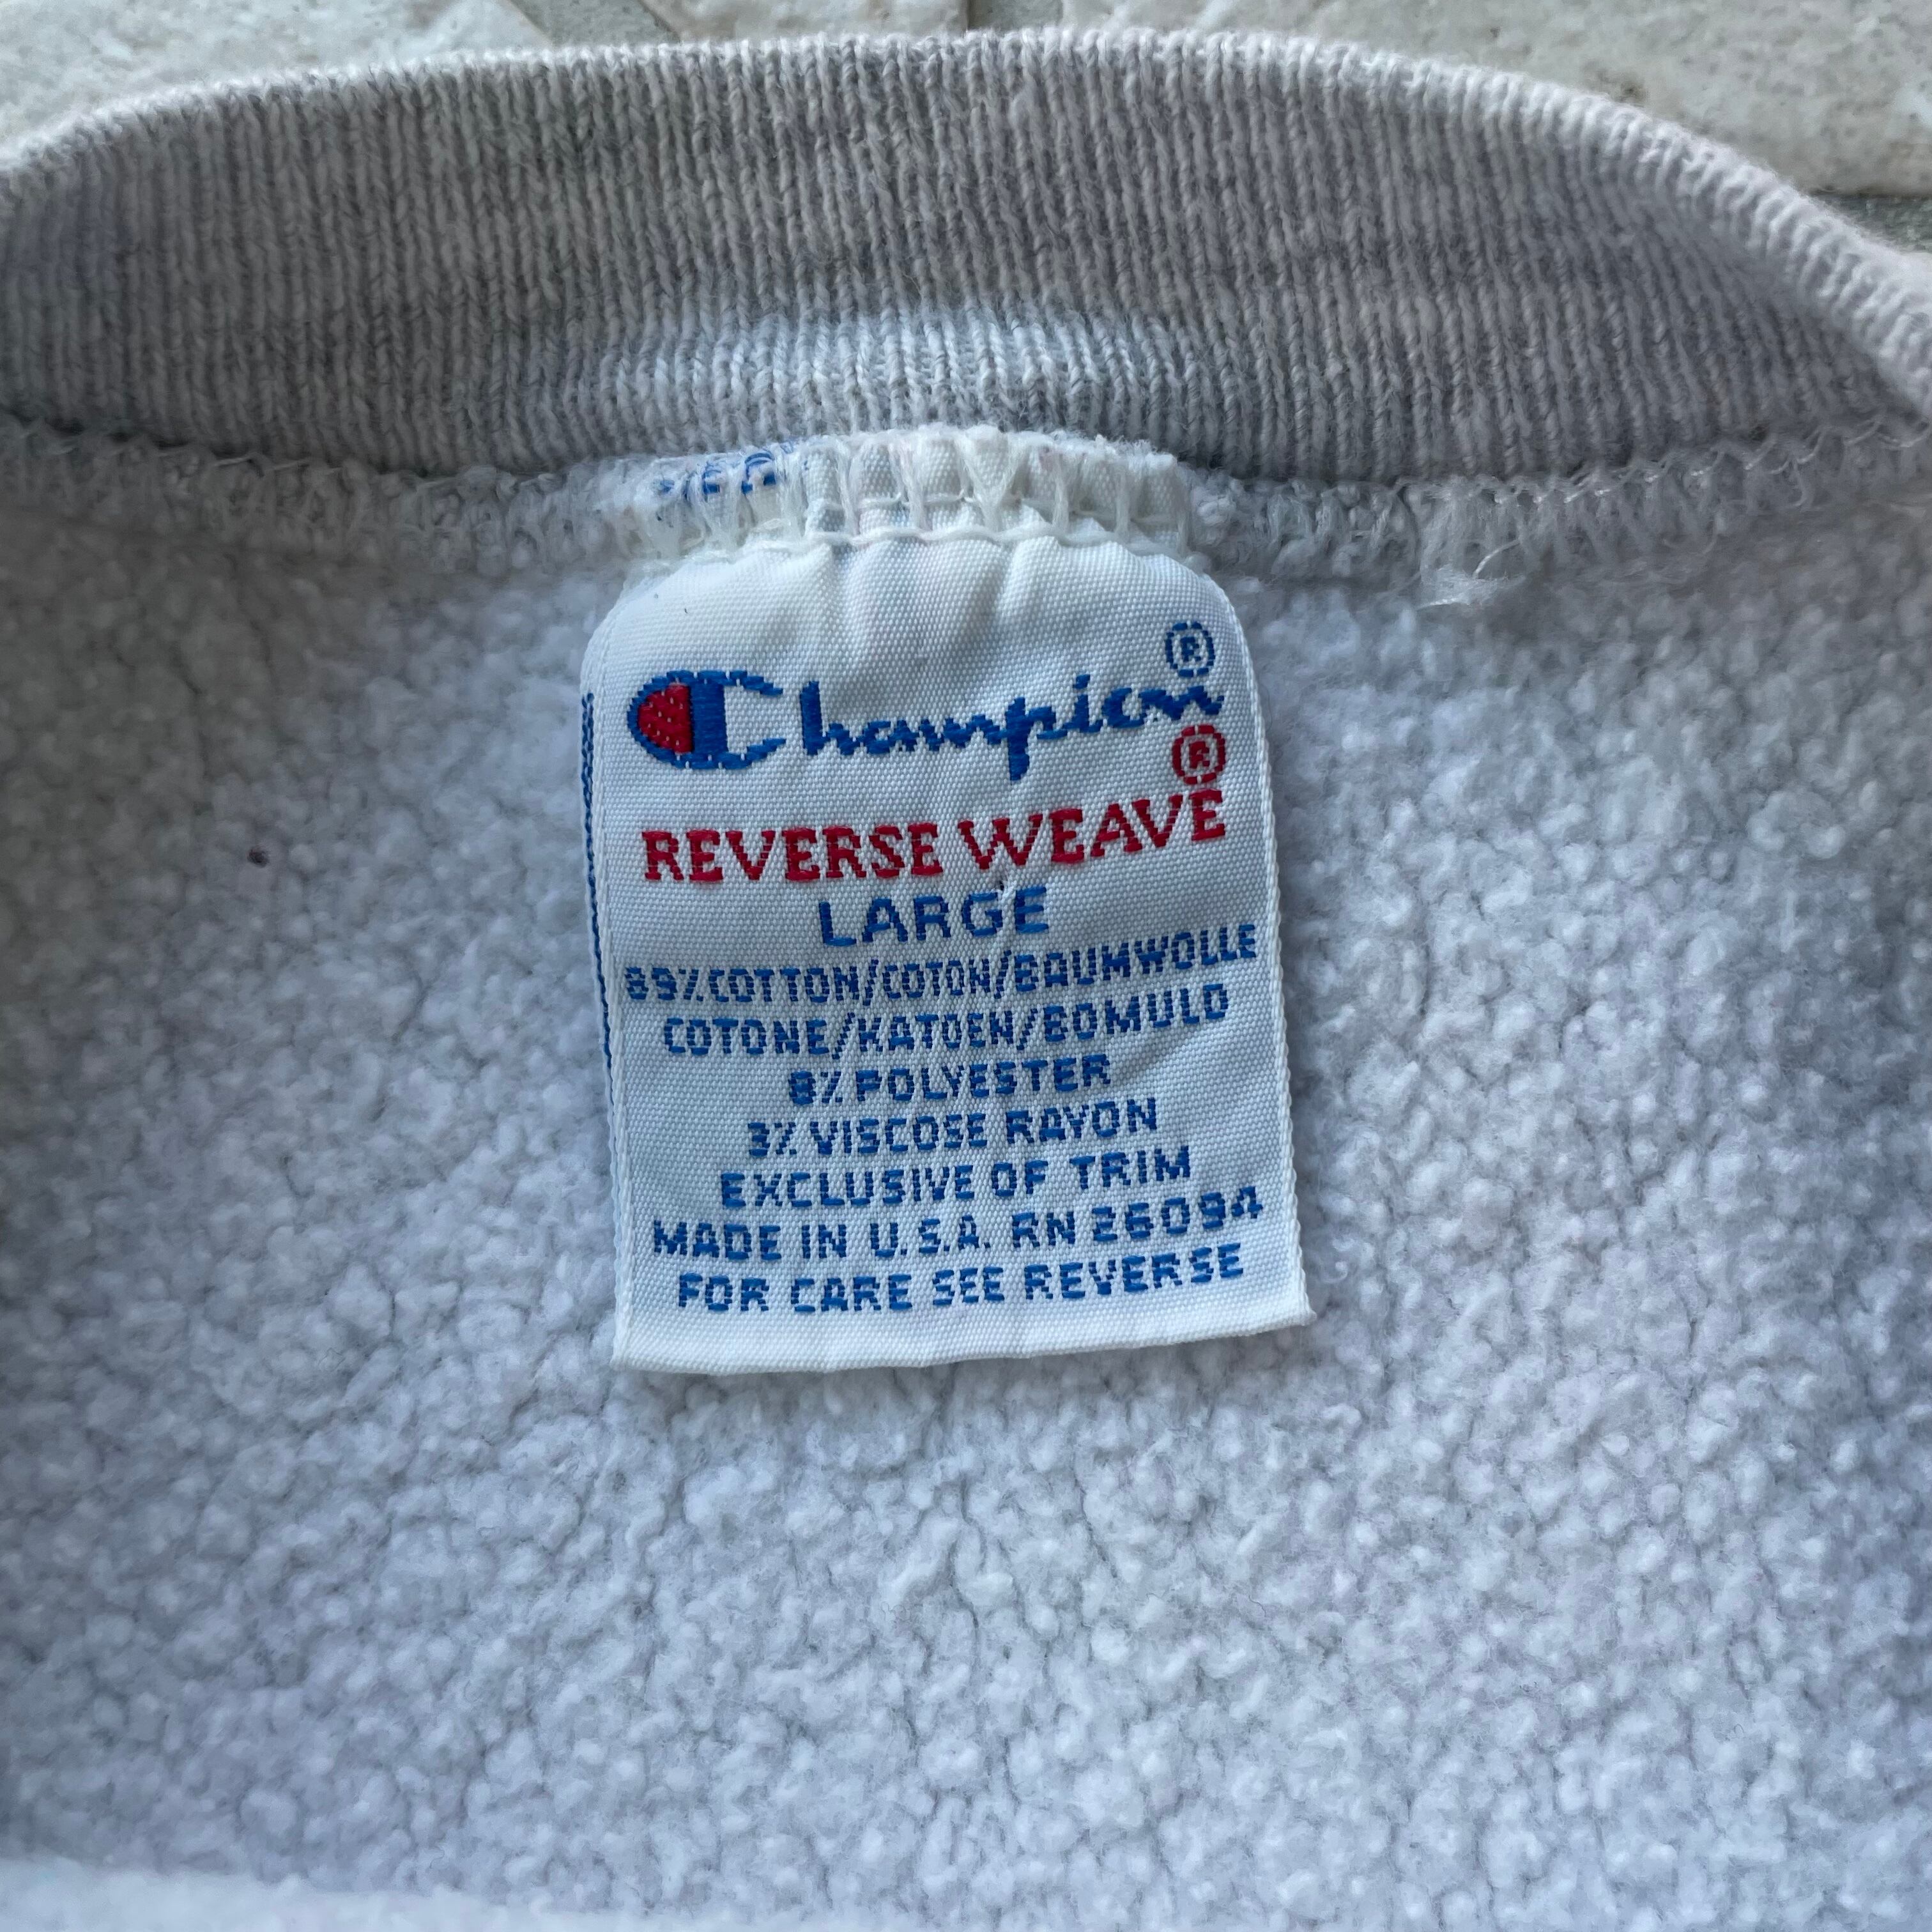 Champion®
REVERSE WEAVE®
LARGE
89% COTTON/COTON/BAUMWOLLE
COTONE/KATOEN/BOMULD
8% POLYESTER
3% VISCOSE RAYON
EXCLUSIVE OF TRIM
MADE IN U.S.A. RN 26094
FOR CARE SEE REVERSE